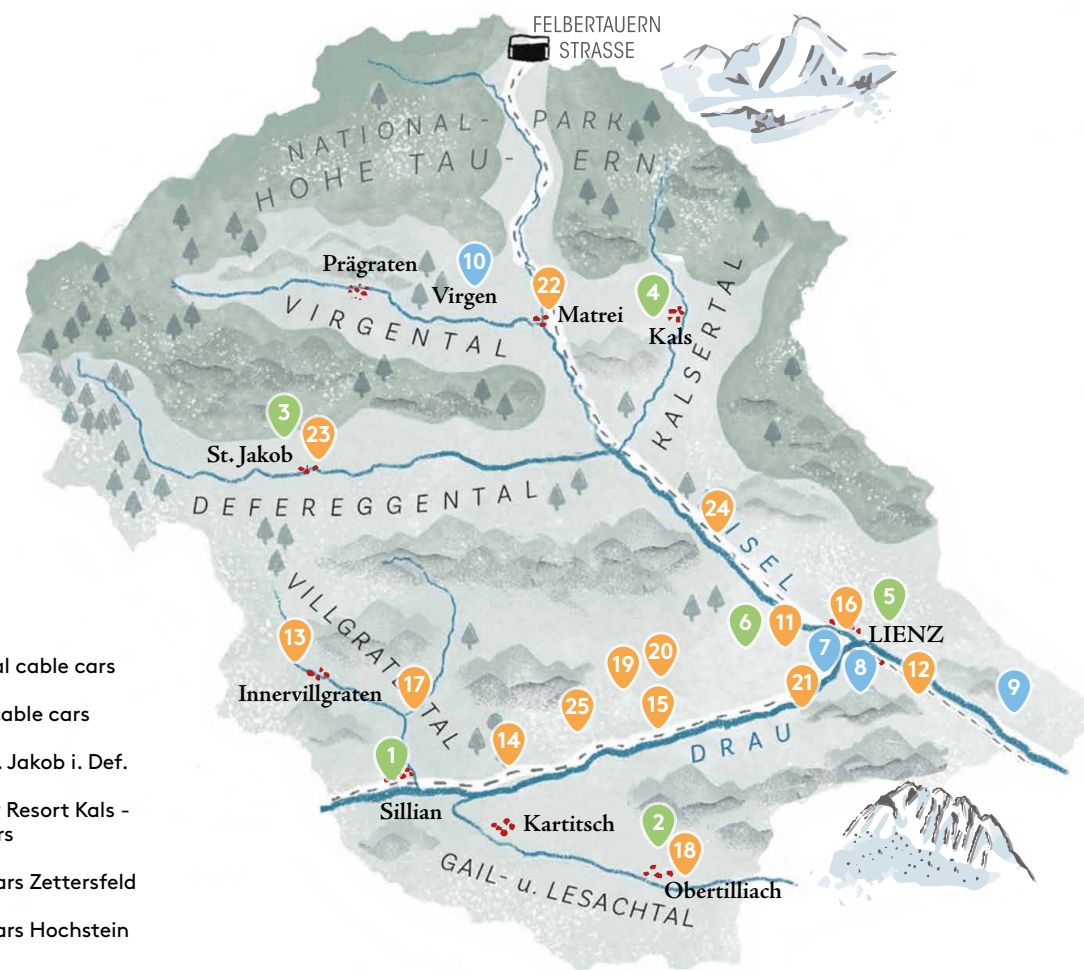 FELBERTAUERN
STRASSE
NATIONAL- PARK
HOHE TAU- ERN
Prägraten
10
Virgen
22
Matrei
4
Kals
VIRGENTAL
KALSERTAL
3
23
St. Jakob
DEFEREGGENTAL
24
ISEL
VILLGRATENTAL
13
Innervillgraten
17
6
11
16
5
LIENZ
7
8
12
9
19
20
21
25
15
14
DRAU
1
Sillian
Kartitsch
2
18
Obertilliach
GAIL- u. LESACHTAL
cable cars
able cars
Jakob i. Def.
Resort Kals -
rs
ars Zettersfeld
ars Hochstein